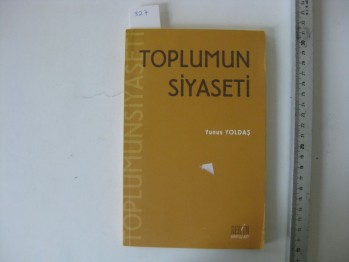 TOPLUMUN
SİYASETİ
Yunus YOLDAŞ
TOPLUMUNSİYASETİ